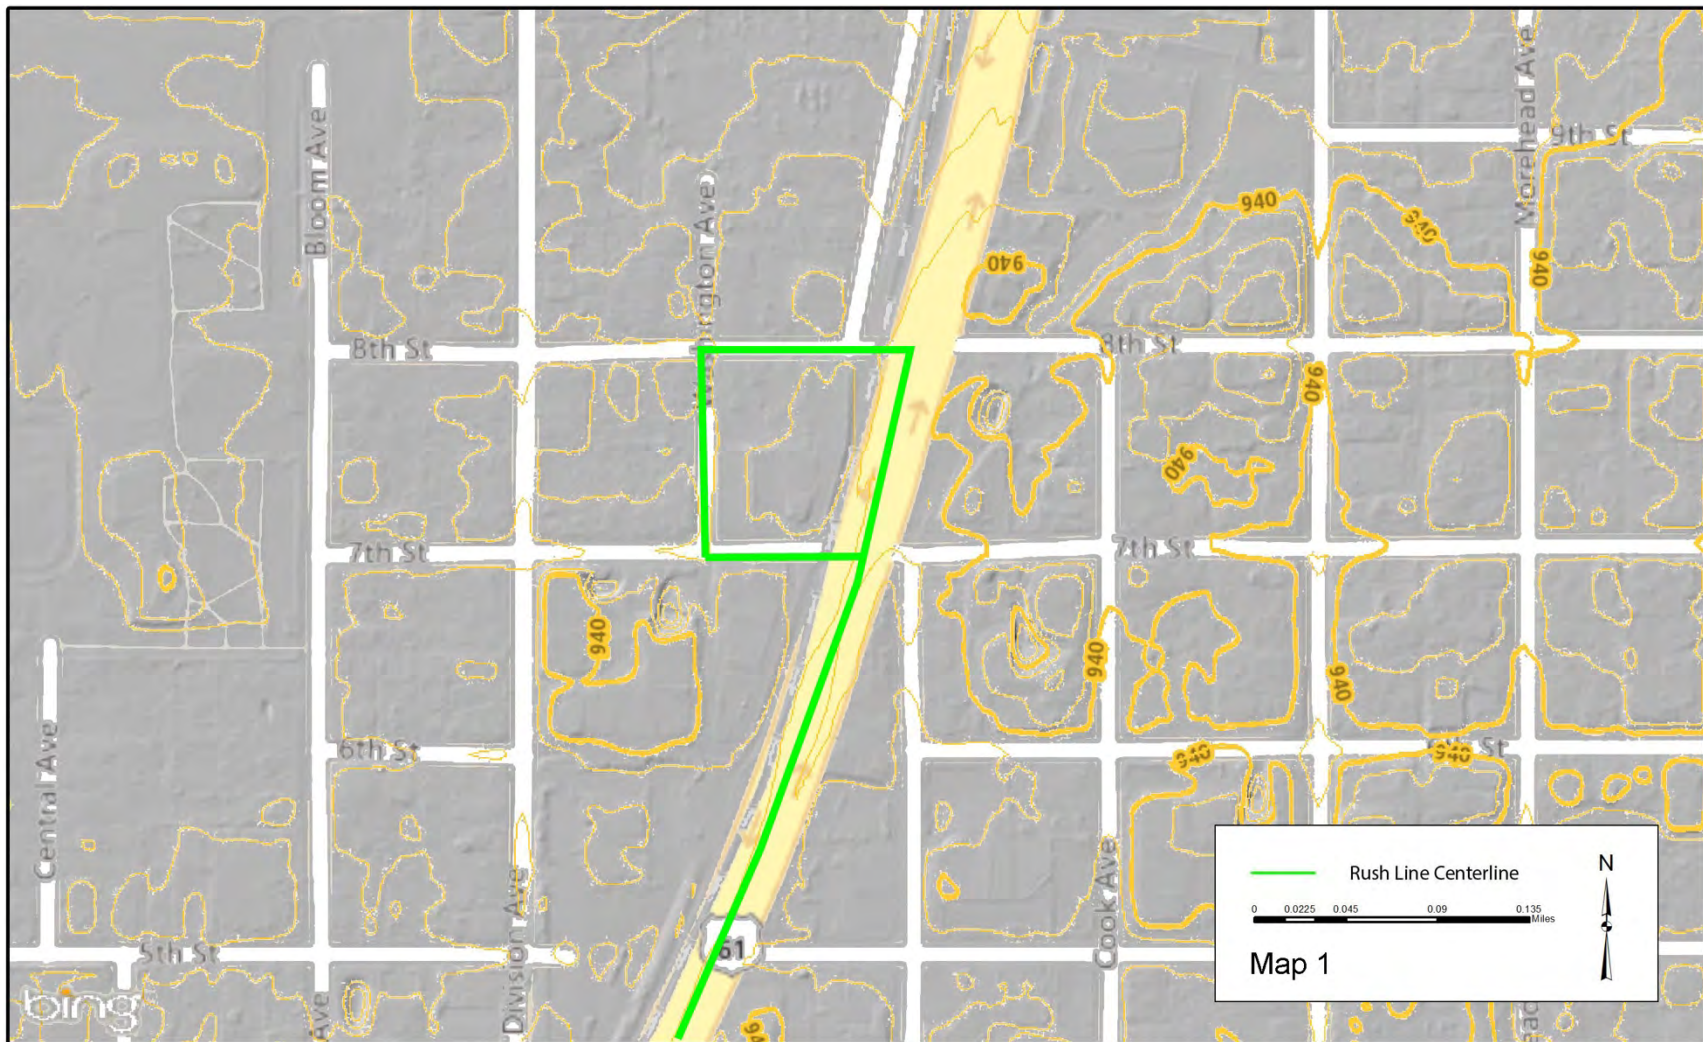 Bloom Ave
Morehead Ave
9th St
940
940
940
940
8th St
8th St
940
940
7th St
7th St
940
940
940
Central Ave
6th St
940
940
5th St
Division Ave
Cook Ave
61
bing
Ave
Rush Line Centerline
N
0 0.0225 0.045 0.09 0.135
Miles
Map 1